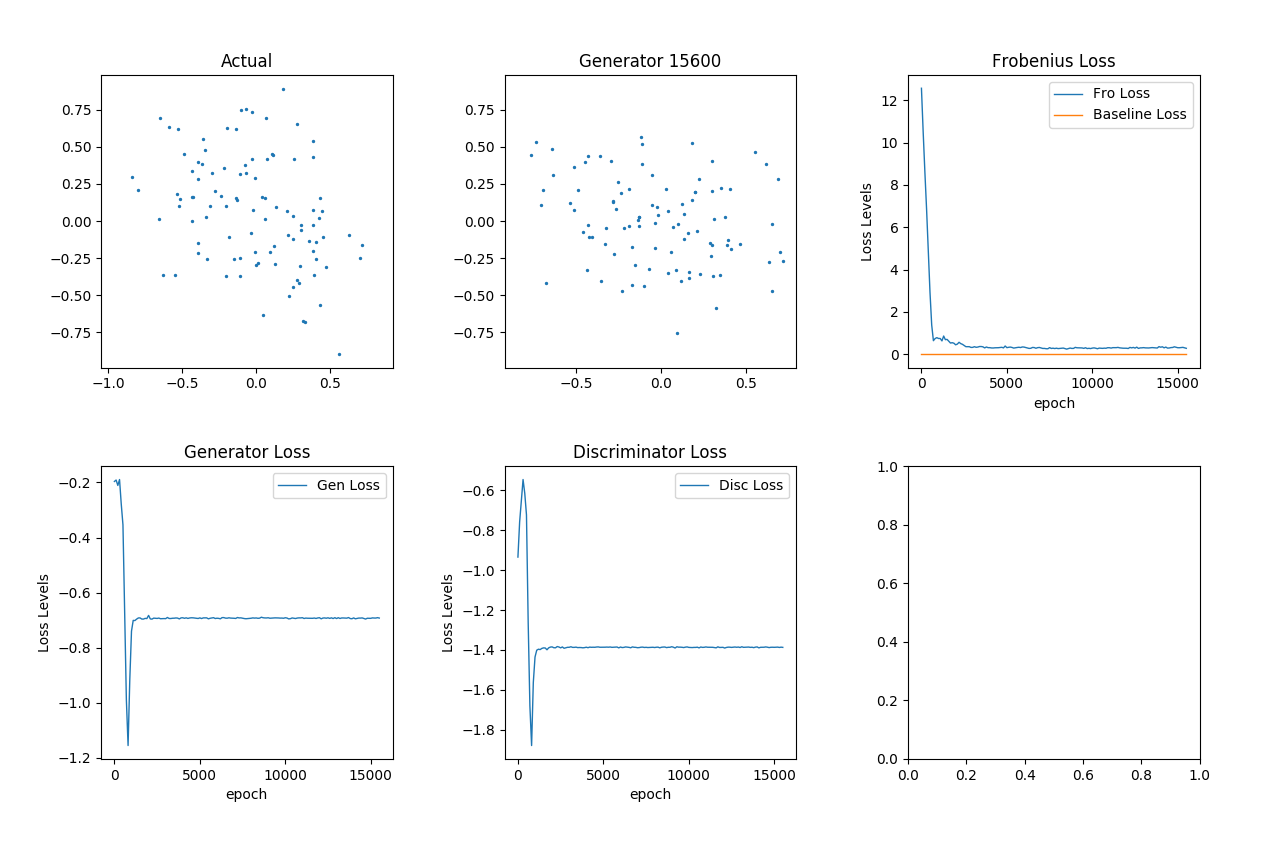 Actual
0.75
0.50
0.25
0.00
−0.25
−0.50
−0.75
−1.0 −0.5 0.0 0.5
Generator 15600
0.75
0.50
0.25
0.00
−0.25
−0.50
−0.75
−0.5 0.0 0.5
Frobenius Loss
Fro Loss
Baseline Loss
Loss Levels
12
10
8
6
4
2
0
0 5000 10000 15000
epoch
Generator Loss
Gen Loss
Loss Levels
−0.2
−0.4
−0.6
−0.8
−1.0
−1.2
0 5000 10000 15000
epoch
Discriminator Loss
Disc Loss
Loss Levels
−0.6
−0.8
−1.0
−1.2
−1.4
−1.6
−1.8
0 5000 10000 15000
epoch
1.0
0.8
0.6
0.4
0.2
0.0
0.0 0.2 0.4 0.6 0.8 1.0